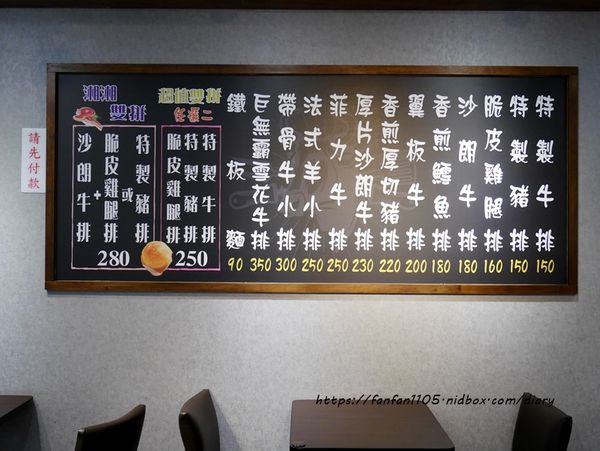 特製牛排 150
特製豬排 150
脆皮雞腿排 160
沙朗牛排 180
香煎鱈魚排 180
翼板牛排 200
香煎厚切豬排 220
厚片沙朗牛排 230
菲力牛排 250
法式羊小排 250
帶骨牛小排 300
巨無霸雪花牛排 350
鐵板麵 90
超值雙拼
任選二
特製牛排
特製豬排
脆皮雞腿排
250
湘湘
雙拼
特製豬排
或
脆皮雞腿排
+
沙朗牛排
280
請先付款
https://fanfan1105.nidbox.com/diary